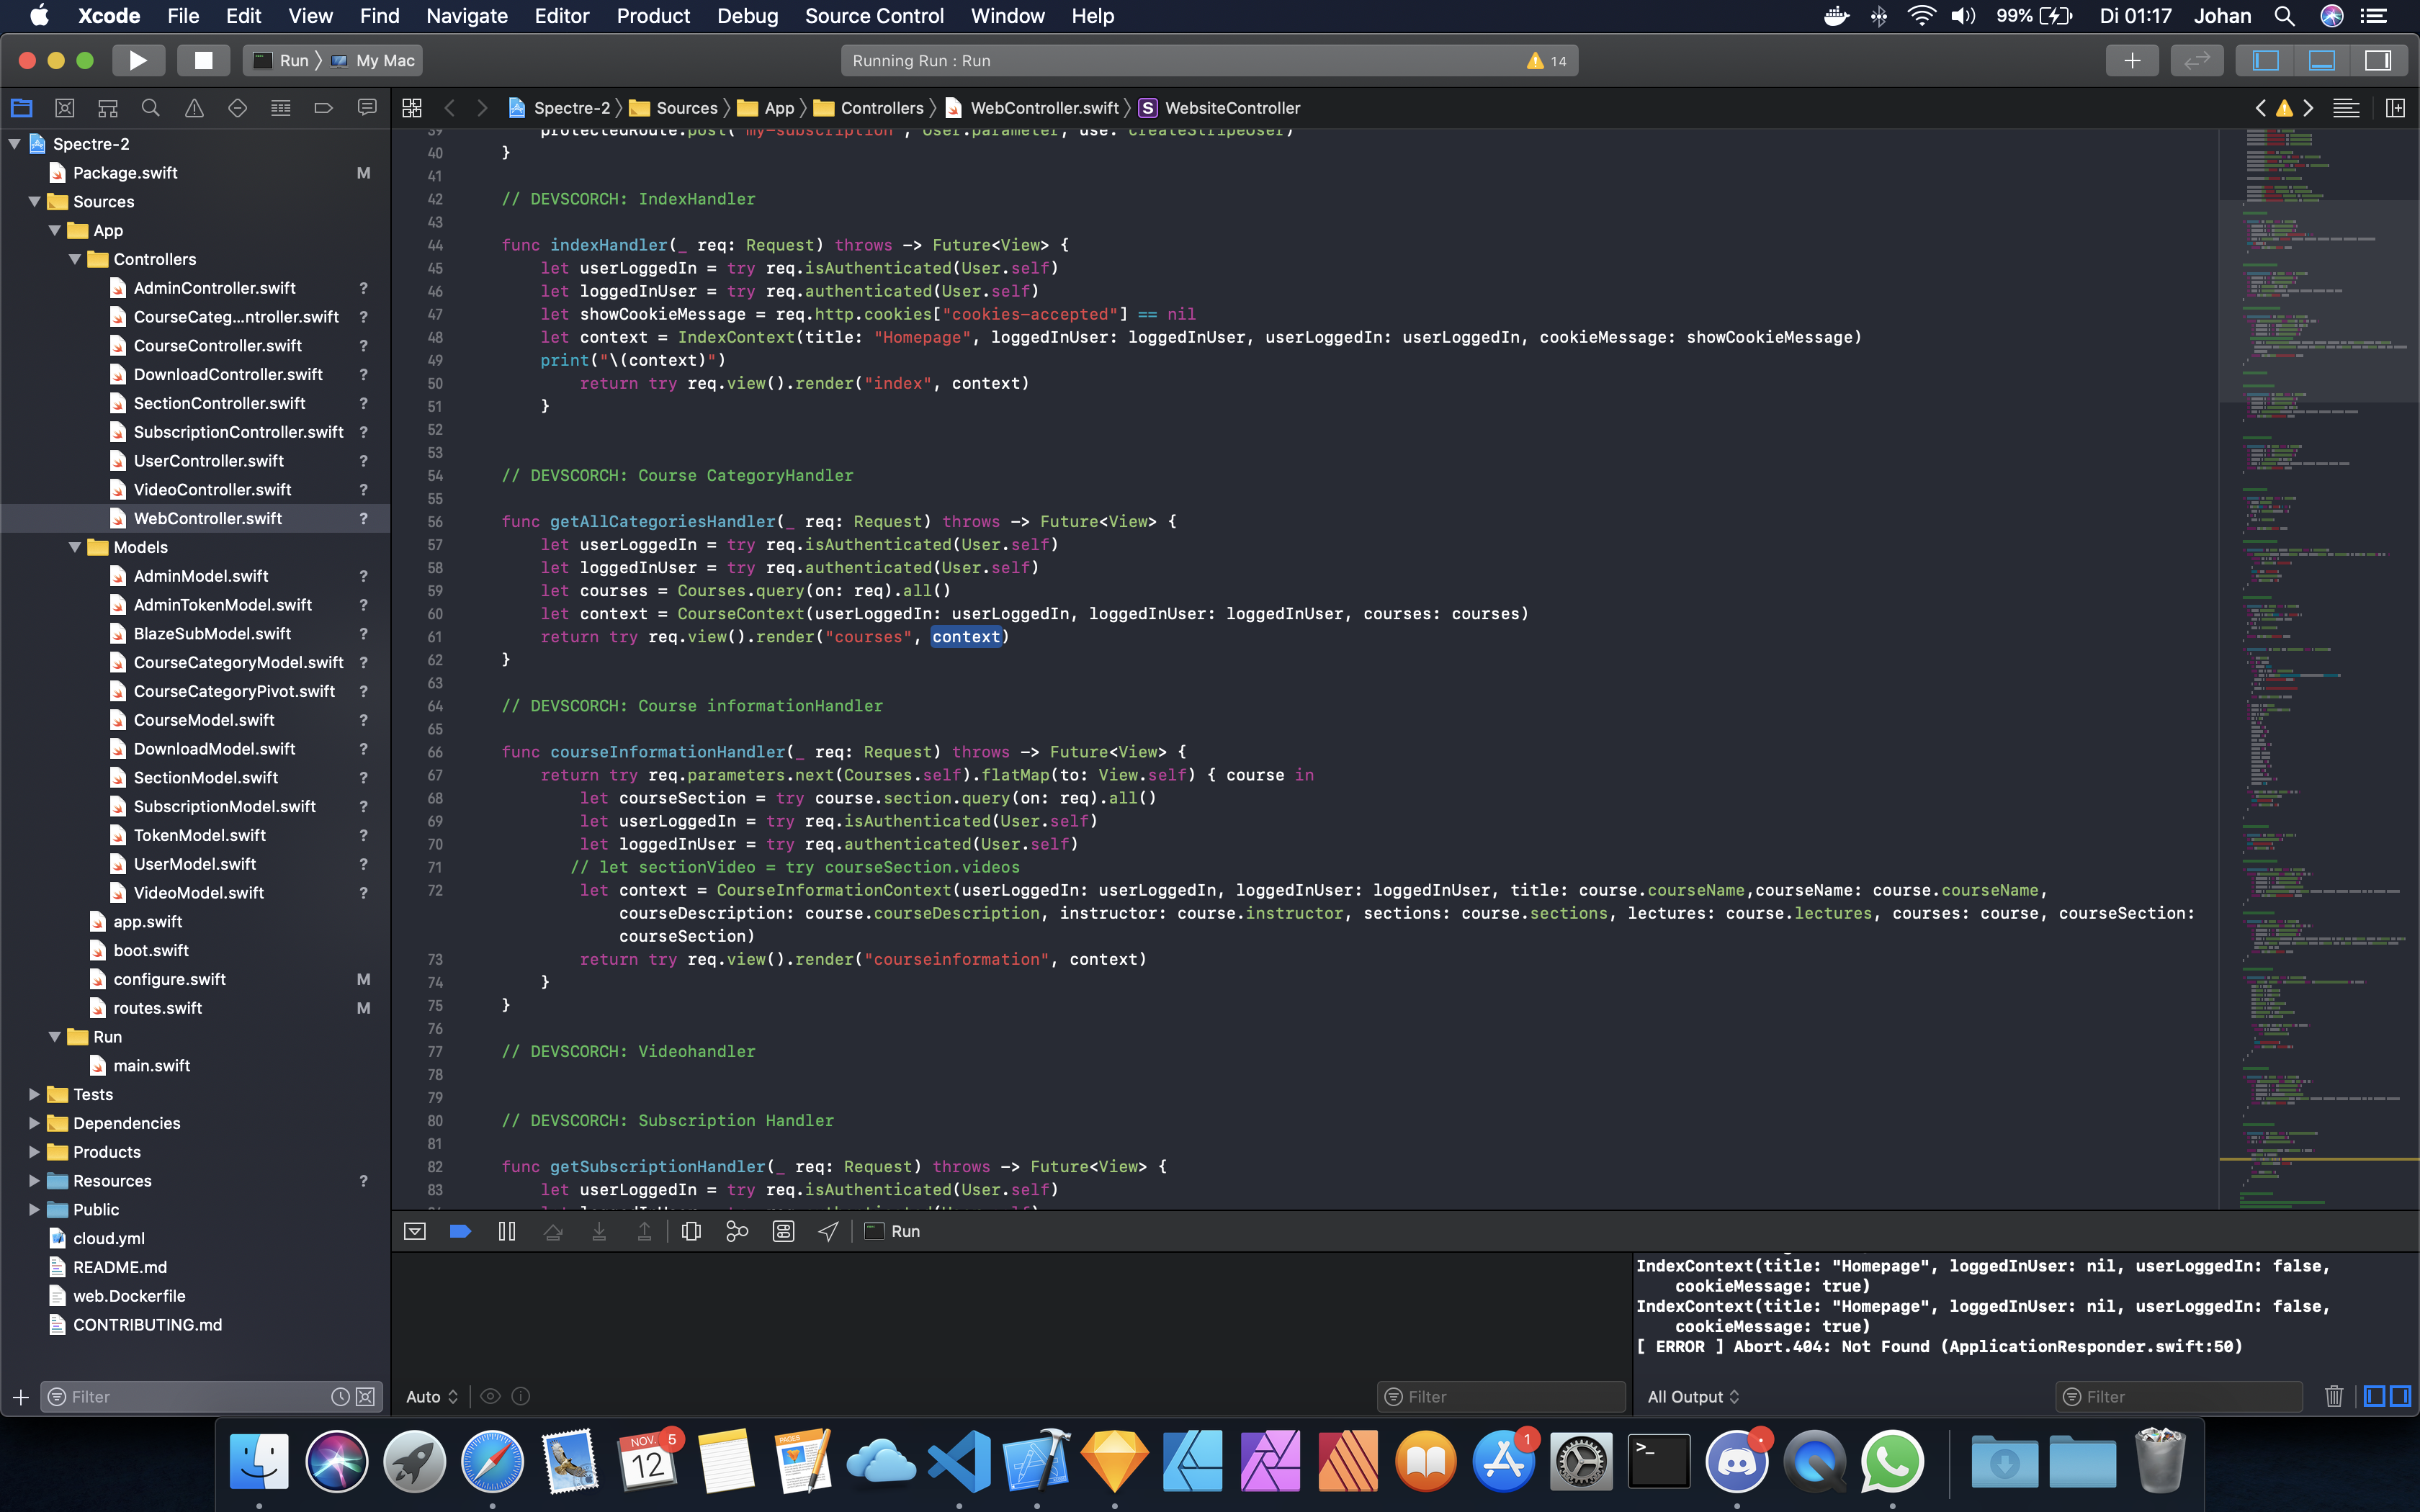 Xcode File Edit View Find Navigate Editor Product Debug Source Control Window Help 99% Di 01:17 Johan
Run My Mac Running Run : Run 14
Spectre-2 Sources App Controllers WebController.swift S WebsiteController
Spectre-2
Package.swift M
Sources
App
Controllers
AdminController.swift ?
CourseCateg...ntroller.swift ?
CourseController.swift ?
DownloadController.swift ?
SectionController.swift ?
SubscriptionController.swift ?
UserController.swift ?
VideoController.swift ?
WebController.swift ?
Models
AdminModel.swift ?
AdminTokenModel.swift ?
BlazeSubModel.swift ?
CourseCategoryModel.swift ?
CourseCategoryPivot.swift ?
CourseModel.swift ?
DownloadModel.swift ?
SectionModel.swift ?
SubscriptionModel.swift ?
TokenModel.swift ?
UserModel.swift ?
VideoModel.swift ?
app.swift
boot.swift
configure.swift M
routes.swift M
Run
main.swift
Tests
Dependencies
Products
Resources ?
Public
cloud.yml
README.md
web.Dockerfile
CONTRIBUTING.md
Filter
39 protectedRoute.post("my-subscription", User.parameter, use: createStripeUser)
40 }
41
42 // DEVSCORCH: IndexHandler
43
44 func indexHandler(_ req: Request) throws -> Future<View> {
45 let userLoggedIn = try req.isAuthenticated(User.self)
46 let loggedInUser = try req.authenticated(User.self)
47 let showCookieMessage = req.http.cookies["cookies-accepted"] == nil
48 let context = IndexContext(title: "Homepage", loggedInUser: loggedInUser, userLoggedIn: userLoggedIn, cookieMessage: showCookieMessage)
49 print("\(context)")
50 return try req.view().render("index", context)
51 }
52
53
54 // DEVSCORCH: Course CategoryHandler
55
56 func getAllCategoriesHandler(_ req: Request) throws -> Future<View> {
57 let userLoggedIn = try req.isAuthenticated(User.self)
58 let loggedInUser = try req.authenticated(User.self)
59 let courses = Courses.query(on: req).all()
60 let context = CourseContext(userLoggedIn: userLoggedIn, loggedInUser: loggedInUser, courses: courses)
61 return try req.view().render("courses", context)
62 }
63
64 // DEVSCORCH: Course informationHandler
65
66 func courseInformationHandler(_ req: Request) throws -> Future<View> {
67 return try req.parameters.next(Courses.self).flatMap(to: View.self) { course in
68 let courseSection = try course.section.query(on: req).all()
69 let userLoggedIn = try req.isAuthenticated(User.self)
70 let loggedInUser = try req.authenticated(User.self)
71 // let sectionVideo = try courseSection.videos
72 let context = CourseInformationContext(userLoggedIn: userLoggedIn, loggedInUser: loggedInUser, title: course.courseName,courseName: course.courseName,
courseDescription: course.courseDescription, instructor: course.instructor, sections: course.sections, lectures: course.lectures, courses: course, courseSection:
courseSection)
73 return try req.view().render("courseinformation", context)
74 }
75 }
76
77 // DEVSCORCH: Videohandler
78
79
80 // DEVSCORCH: Subscription Handler
81
82 func getSubscriptionHandler(_ req: Request) throws -> Future<View> {
83 let userLoggedIn = try req.isAuthenticated(User.self)
Run
IndexContext(title: "Homepage", loggedInUser: nil, userLoggedIn: false,
cookieMessage: true)
IndexContext(title: "Homepage", loggedInUser: nil, userLoggedIn: false,
cookieMessage: true)
[ ERROR ] Abort.404: Not Found (ApplicationResponder.swift:50)
Auto Filter All Output Filter
NOV. 5
12
PAGES
1
>_